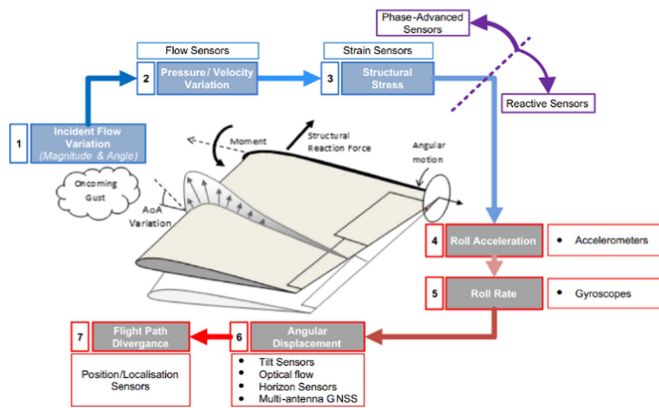 Phase-Advanced
Sensors
Flow Sensors
Strain Sensors
2
Pressure/ Velocity
Variation
3
Structural
Stress
Reactive Sensors
1
Incident Flow
Variation
(Magnitude & Angle)
Moment
Structural
Reaction Force
Angular
motion
Oncoming
Gust
AoA
Variation
4
Roll Acceleration
• Accelerometers
5
Roll Rate
• Gyroscopes
7
Flight Path
Divergance
6
Angular
Displacement
Position/Localisation
Sensors
• Tilt Sensors
• Optical flow
• Horizon Sensors
• Multi-antenna GNSS